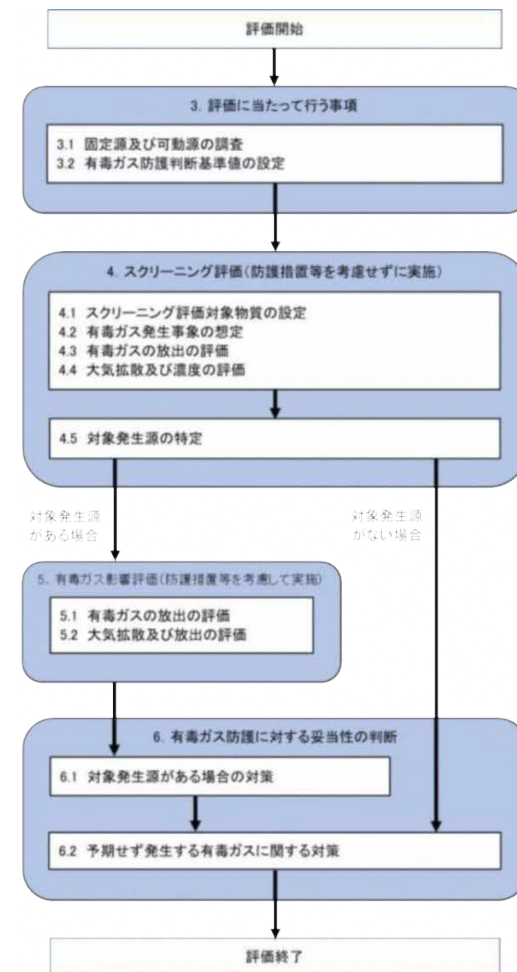 評価開始
3. 評価に当たって行う事項
3.1 固定源及び可動源の調査
3.2 有毒ガス防護判断基準値の設定
4. スクリーニング評価(防護措置等を考慮せずに実施)
4.1 スクリーニング評価対象物質の設定
4.2 有毒ガス発生事象の想定
4.3 有毒ガスの放出の評価
4.4 大気拡散及び濃度の評価
4.5 対象発生源の特定
対象発生源
がある場合
対象発生源
がない場合
5. 有毒ガス影響評価(防護措置等を考慮して実施)
5.1 有毒ガスの放出の評価
5.2 大気拡散及び放出の評価
6. 有毒ガス防護に対する妥当性の判断
6.1 対象発生源がある場合の対策
6.2 予期せず発生する有毒ガスに関する対策
評価終了